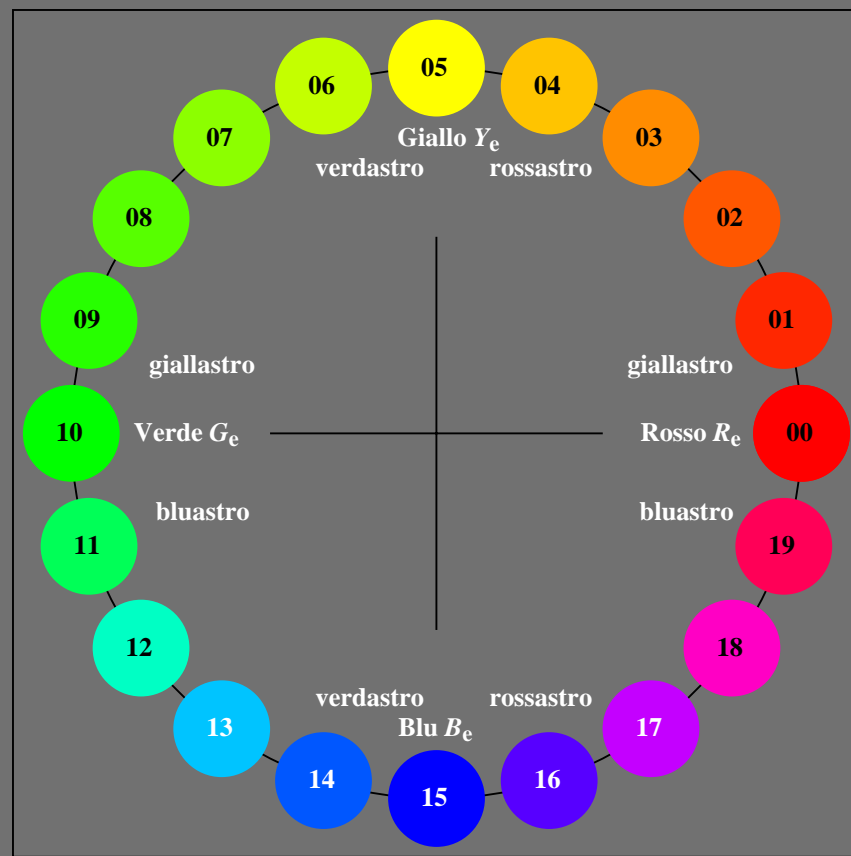 05
06 04
Giallo Yₑ
07 03
verdastro rossastro
08 02
09 01
giallastro giallastro
10 Verde Gₑ Rosso Rₑ 00
bluastro bluastro
11 19
12 18
verdastro rossastro
13 Blu Bₑ 17
14 16
15